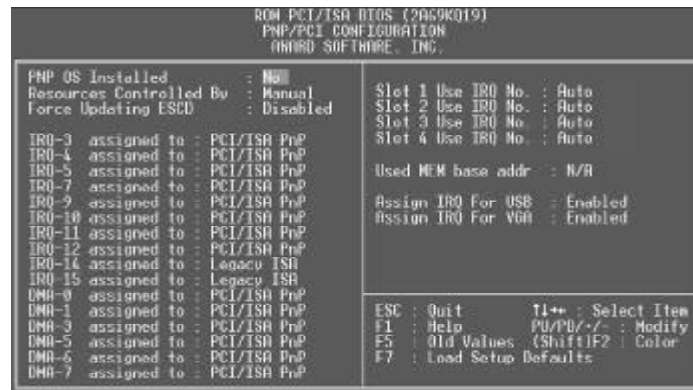 ROM PCI/ISA BIOS (2A69KO19)
PNP/PCI CONFIGURATION
AWARD SOFTWARE, INC.
PNP OS Installed : No
Resources Controlled By : Manual
Force Updating ESCD : Disabled
IRQ-3 assigned to : PCI/ISA PnP
IRQ-4 assigned to : PCI/ISA PnP
IRQ-5 assigned to : PCI/ISA PnP
IRQ-7 assigned to : PCI/ISA PnP
IRQ-9 assigned to : PCI/ISA PnP
IRQ-10 assigned to : PCI/ISA PnP
IRQ-11 assigned to : PCI/ISA PnP
IRQ-12 assigned to : PCI/ISA PnP
IRQ-14 assigned to : Legacy ISA
IRQ-15 assigned to : Legacy ISA
DMA-0 assigned to : PCI/ISA PnP
DMA-1 assigned to : PCI/ISA PnP
DMA-3 assigned to : PCI/ISA PnP
DMA-5 assigned to : PCI/ISA PnP
DMA-6 assigned to : PCI/ISA PnP
DMA-7 assigned to : PCI/ISA PnP
Slot 1 Use IRQ No. : Auto
Slot 2 Use IRQ No. : Auto
Slot 3 Use IRQ No. : Auto
Slot 4 Use IRQ No. : Auto
Used MEM base addr : N/A
Assign IRQ For USB : Enabled
Assign IRQ For VGA : Enabled
ESC : Quit ↑↓→← : Select Item
F1 : Help PU/PD/+/- : Modify
F5 : Old Values (Shift)F2 : Color
F7 : Load Setup Defaults